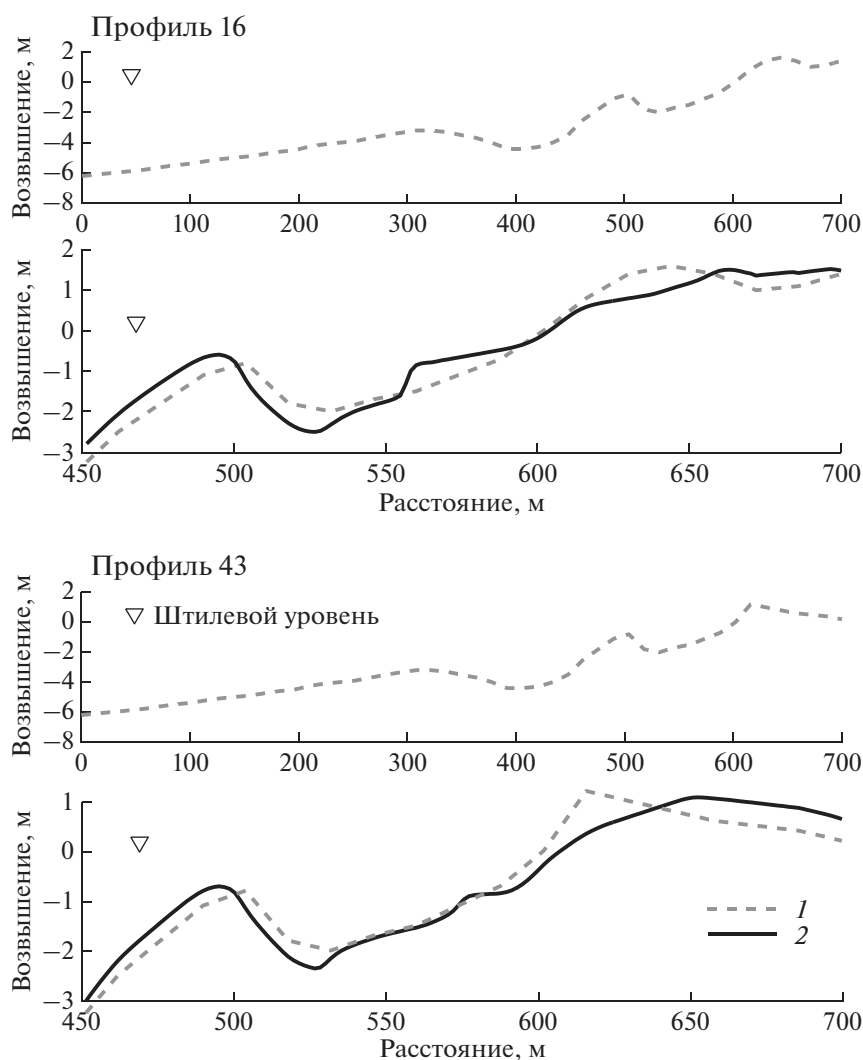 Профиль 16
Возвышение, м
2
0
−2
−4
−6
−8
0 100 200 300 400 500 600 700
Возвышение, м
2
1
0
−1
−2
−3
450 500 550 600 650 700
Расстояние, м
Профиль 43
Возвышение, м
2
0
−2
−4
−6
−8
Штилевой уровень
0 100 200 300 400 500 600 700
Возвышение, м
1
0
−1
−2
−3
1
2
450 500 550 600 650 700
Расстояние, м